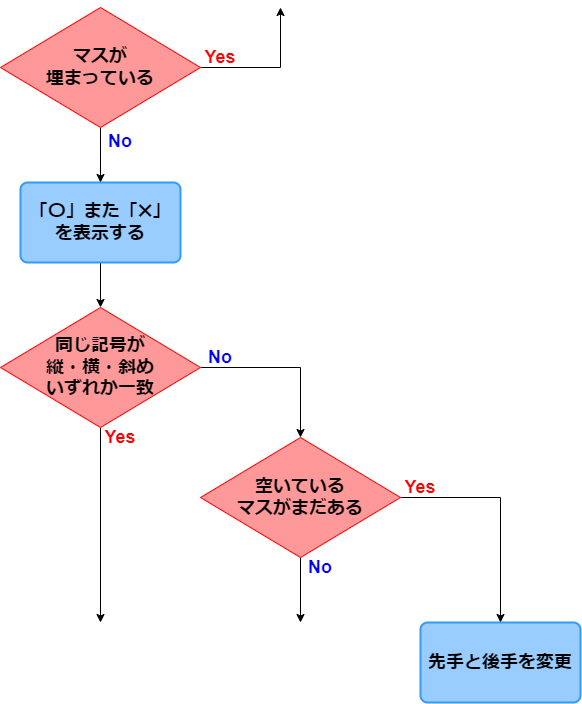 マスが
埋まっている
Yes
No
「〇」また「×」
を表示する
同じ記号が
縦・横・斜め
いずれか一致
No
Yes
空いている
マスがまだある
Yes
No
先手と後手を変更